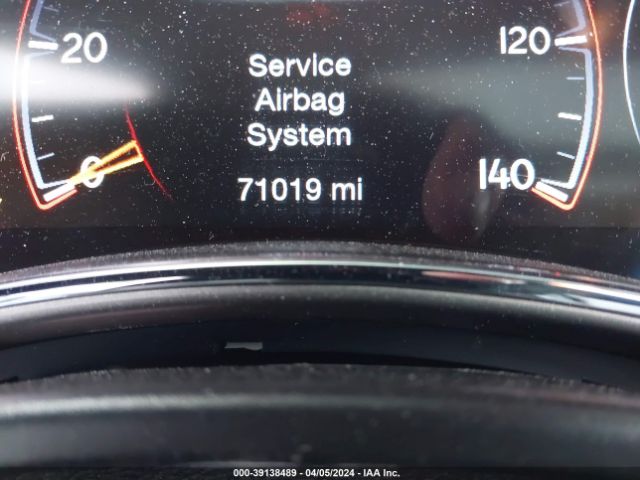 20
120
Service
Airbag
System
0
71019 mi
140
000-39138489 - 04/05/2024 - IAA Inc.